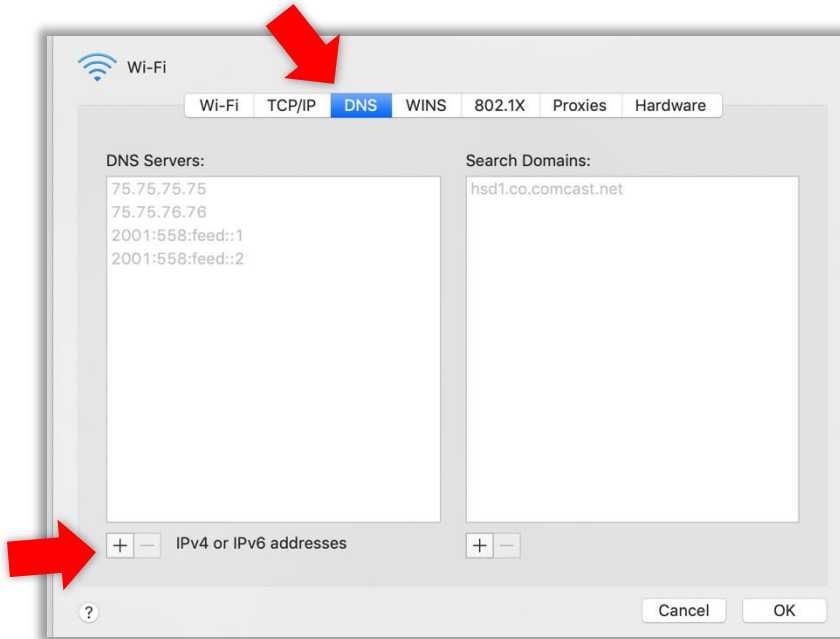 Wi-Fi
Wi-Fi TCP/IP DNS WINS 802.1X Proxies Hardware
DNS Servers:
75.75.75.75
75.75.76.76
2001:558:feed::1
2001:558:feed::2
Search Domains:
hsd1.co.comcast.net
+ − IPv4 or IPv6 addresses
+ −
? Cancel OK